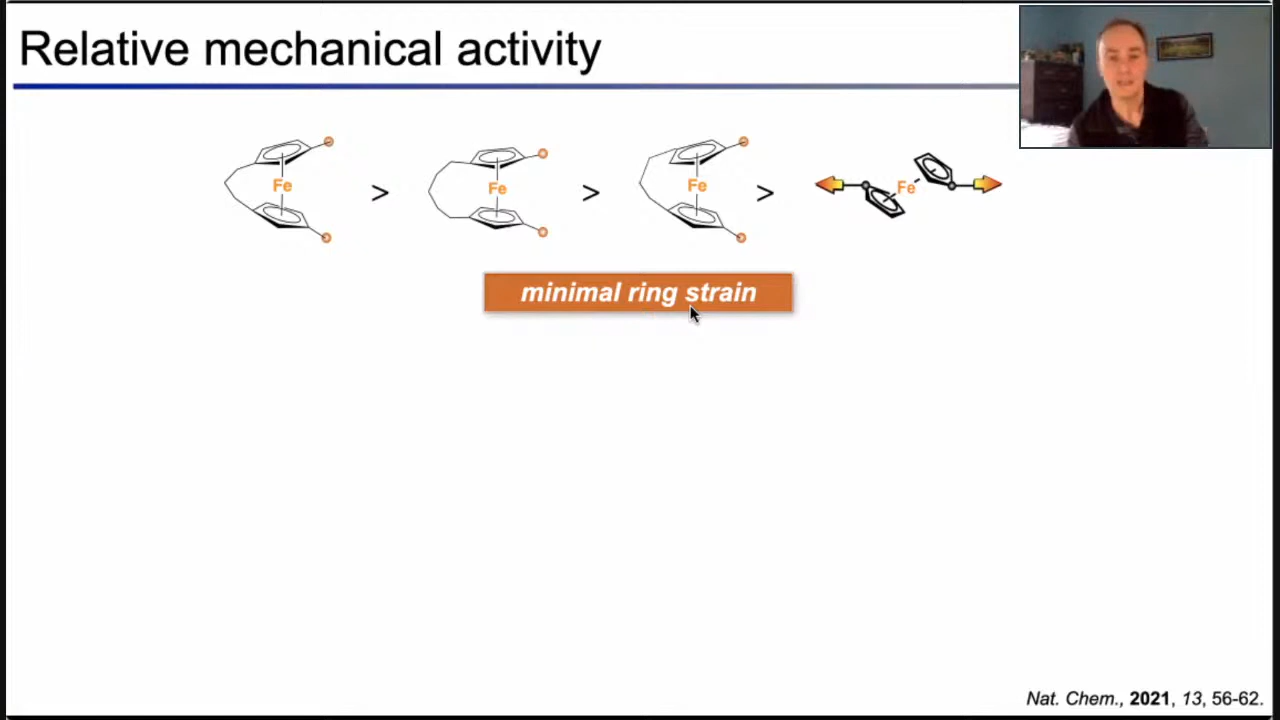 Relative mechanical activity
Fe > Fe > Fe > Fe
minimal ring strain
Nat. Chem., 2021, 13, 56-62.